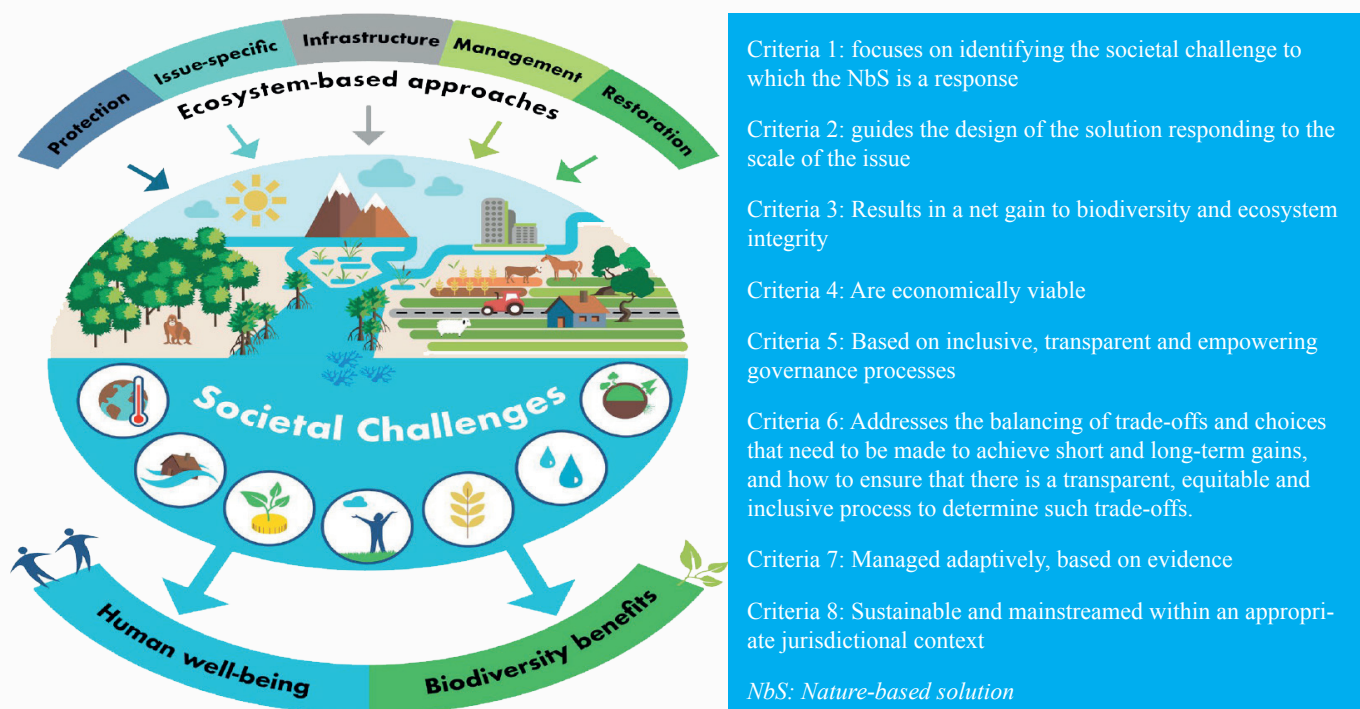 Protection
Issue-specific
Infrastructure
Management
Restoration
Ecosystem-based approaches
Societal Challenges
Human well-being
Biodiversity benefits
Criteria 1: focuses on identifying the societal challenge to
which the NbS is a response
Criteria 2: guides the design of the solution responding to the
scale of the issue
Criteria 3: Results in a net gain to biodiversity and ecosystem
integrity
Criteria 4: Are economically viable
Criteria 5: Based on inclusive, transparent and empowering
governance processes
Criteria 6: Addresses the balancing of trade-offs and choices
that need to be made to achieve short and long-term gains,
and how to ensure that there is a transparent, equitable and
inclusive process to determine such trade-offs.
Criteria 7: Managed adaptively, based on evidence
Criteria 8: Sustainable and mainstreamed within an appropri-
ate jurisdictional context
NbS: Nature-based solution